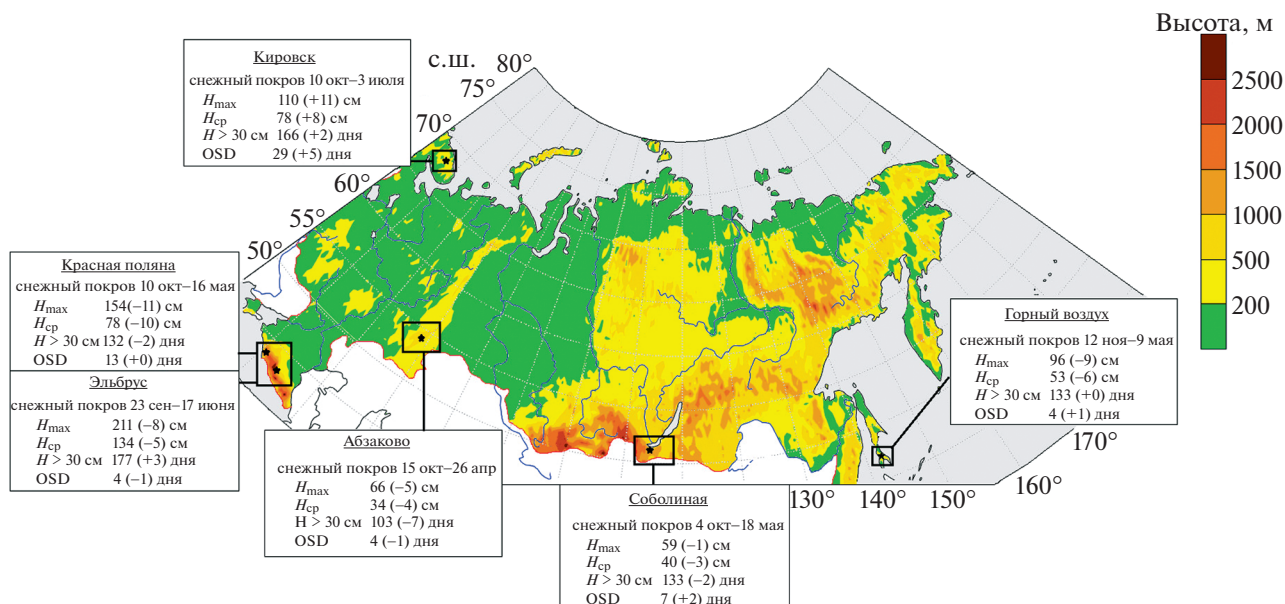 Высота, м
2500
2000
1500
1000
500
200
с.ш.
80°
75°
70°
60°
55°
50°
Кировск
снежный покров 10 окт–3 июля
Hmax 110 (+11) см
Hср 78 (+8) см
H > 30 см 166 (+2) дня
OSD 29 (+5) дня
Красная поляна
снежный покров 10 окт–16 мая
Hmax 154(–11) см
Hср 78 (–10) см
H > 30 см 132 (–2) дня
OSD 13 (+0) дня
Эльбрус
снежный покров 23 сен–17 июня
Hmax 211 (–8) см
Hср 134 (–5) см
H > 30 см 177 (+3) дня
OSD 4 (–1) дня
Абзаково
снежный покров 15 окт–26 апр
Hmax 66 (–5) см
Hср 34 (–4) см
H > 30 см 103 (–7) дня
OSD 4 (–1) дня
Соболиная
снежный покров 4 окт–18 мая
Hmax 59 (–1) см
Hср 40 (–3) см
H > 30 см 133 (–2) дня
OSD 7 (+2) дня
Горный воздух
снежный покров 12 ноя–9 мая
Hmax 96 (–9) см
Hср 53 (–6) см
H > 30 см 133 (+0) дня
OSD 4 (+1) дня
130° 140° 150° 160°
170°